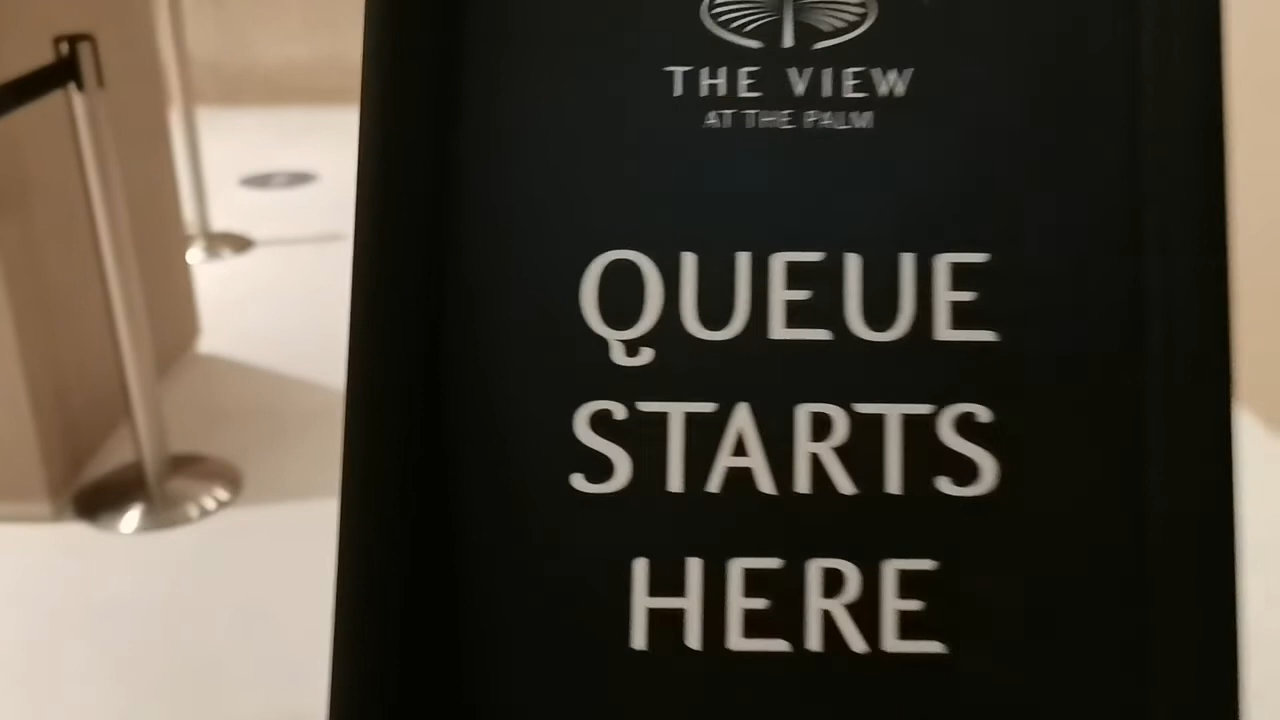 THE VIEW
AT THE PALM
QUEUE
STARTS
HERE